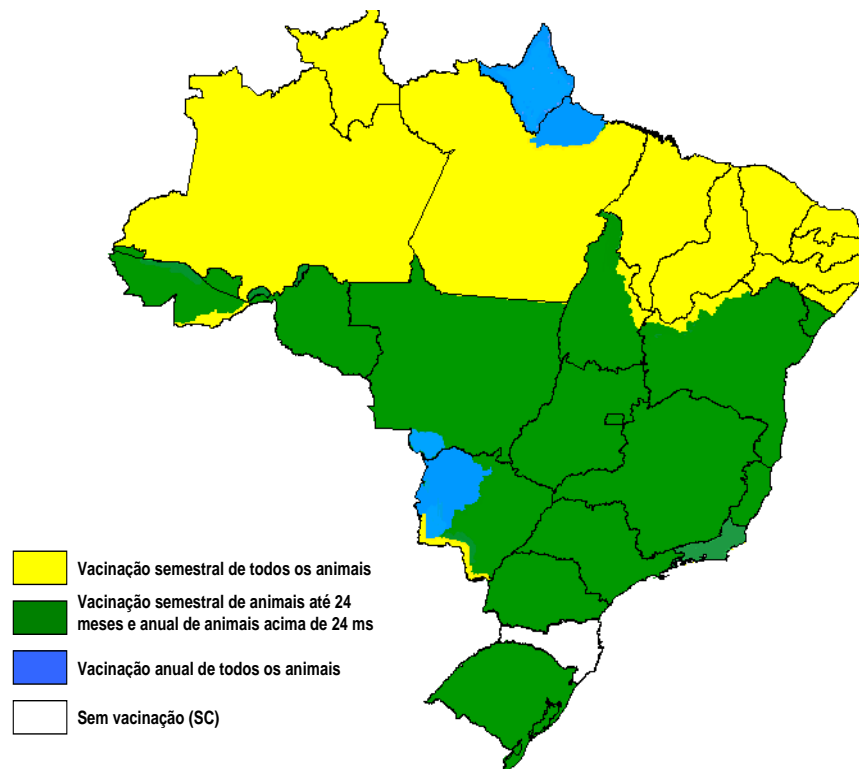 Vacinação semestral de todos os animais
Vacinação semestral de animais até 24
meses e anual de animais acima de 24 ms
Vacinação anual de todos os animais
Sem vacinação (SC)